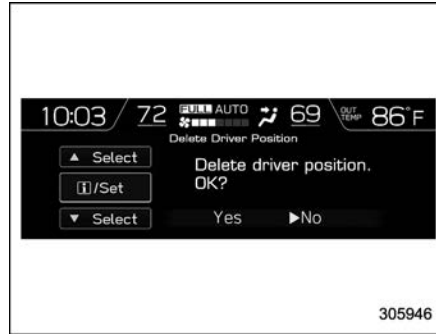 10:03 72 FULL AUTO 69 OUT TEMP 86°F
Delete Driver Position
▲ Select
i/Set
▼ Select
Delete driver position.
OK?
Yes ▶No
305946